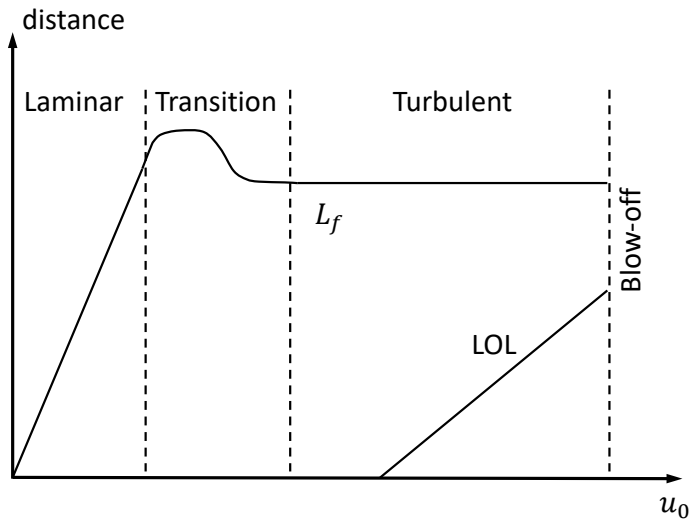 distance
Laminar
Transition
Turbulent
L_f
Blow-off
LOL
u_0